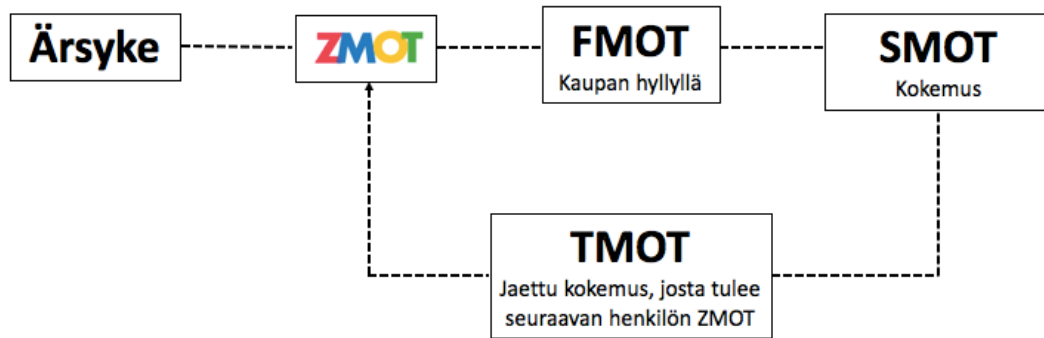 Ärsyke
ZMOT
FMOT
Kaupan hyllyllä
SMOT
Kokemus
TMOT
Jaettu kokemus, josta tulee
seuraavan henkilön ZMOT